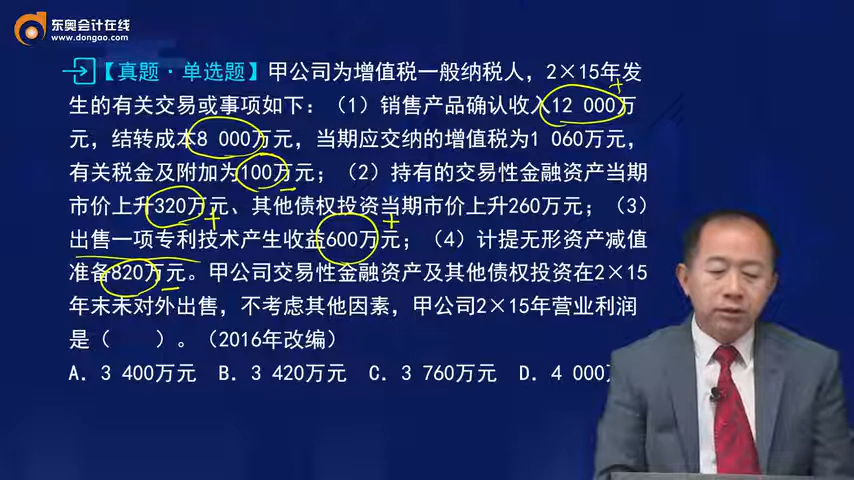 东奥会计在线
www.dongao.com
【真题·单选题】甲公司为增值税一般纳税人，2×15年发
生的有关交易或事项如下：（1）销售产品确认收入12 000万
元，结转成本8 000万元，当期应交纳的增值税为1 060万元，
有关税金及附加为100万元；（2）持有的交易性金融资产当期
市价上升320万元、其他债权投资当期市价上升260万元；（3）
出售一项专利技术产生收益600万元；（4）计提无形资产减值
准备820万元。甲公司交易性金融资产及其他债权投资在2×15
年末未对外出售，不考虑其他因素，甲公司2×15年营业利润
是（ ）。（2016年改编）
A．3 400万元 B．3 420万元 C．3 760万元 D．4 000